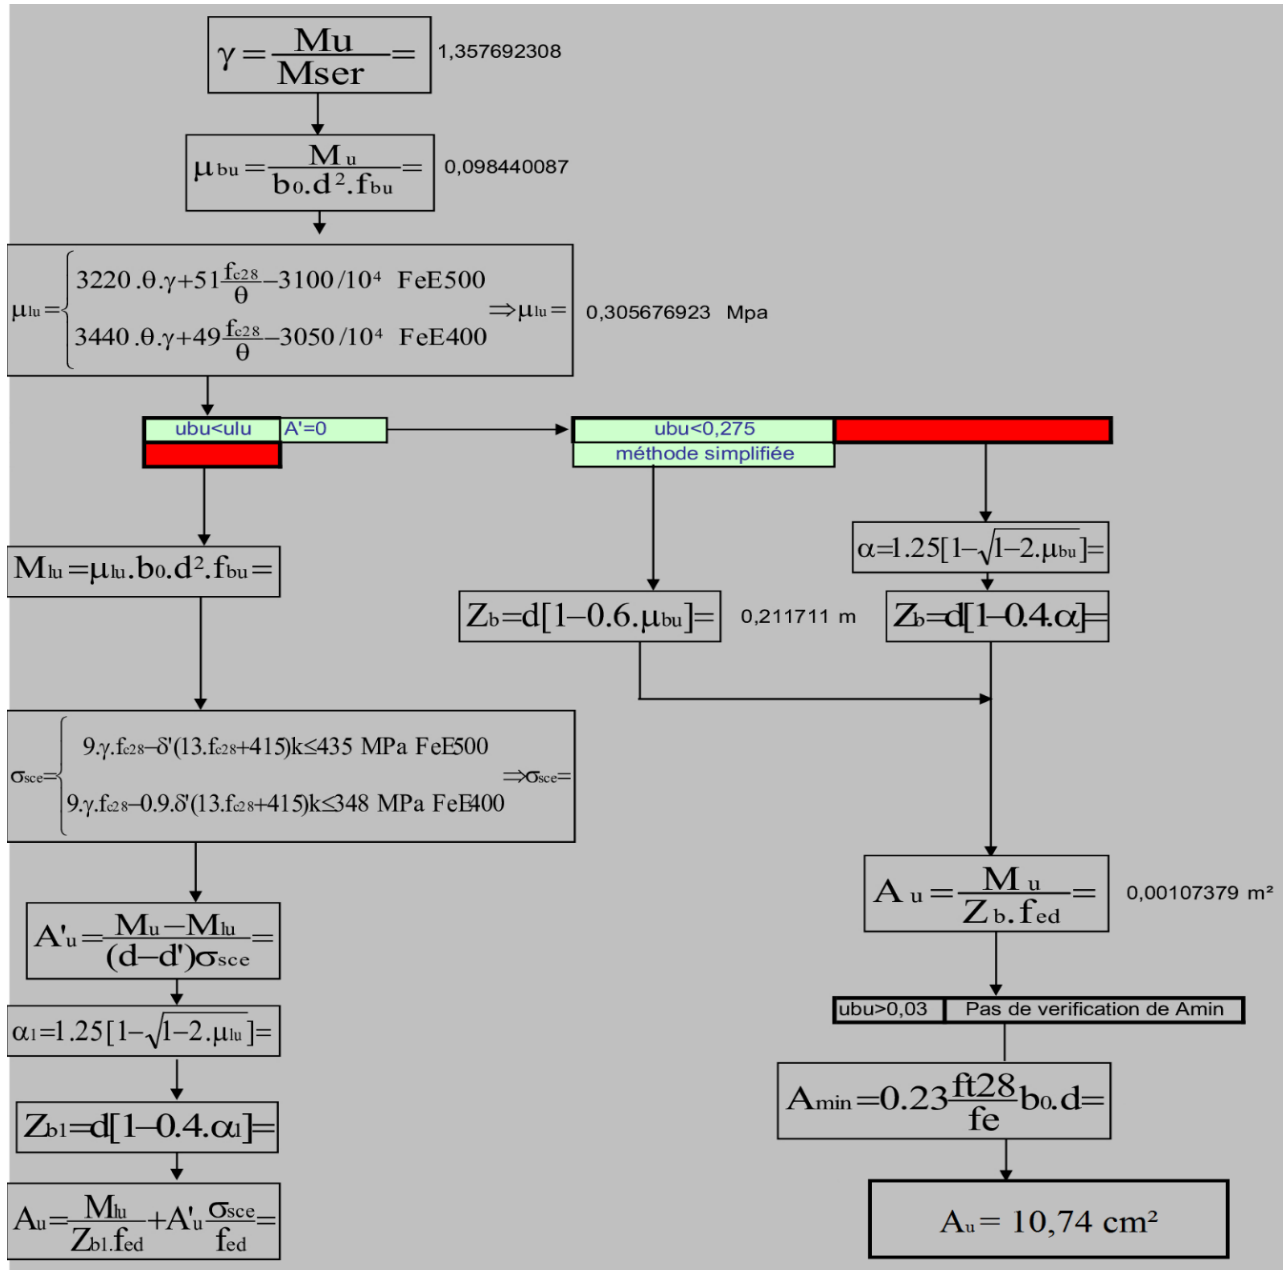 γ = Mu / Mser = 1,357692308
μbu = Mu / b0.d².fbu = 0,098440087
μlu = { 3220.θ.γ+51 fc28/θ −3100/10⁴ FeE500
3440.θ.γ+49 fc28/θ −3050/10⁴ FeE400 ⇒μlu= 0,305676923 Mpa
ubu<ulu A'=0
ubu<0,275
méthode simplifiée
α=1.25[1−√1−2.μbu]=
Mlu=μlu.b0.d².fbu=
Zb=d[1−0.6.μbu]= 0,211711 m
Zb=d[1−0.4.α]=
σsce={ 9.γ.fc28−δ'(13.fc28+415)k≤435 MPa FeE500
9.γ.fc28−0.9.δ'(13.fc28+415)k≤348 MPa FeE400 ⇒σsce=
Au = Mu / Zb.fed = 0,00107379 m²
A'u = Mu−Mlu / (d−d')σsce =
ubu>0,03 Pas de verification de Amin
α1=1.25[1−√1−2.μlu]=
Amin=0.23 ft28/fe b0.d=
Zb1=d[1−0.4.α1]=
Au= Mlu/Zb1.fed +A'u σsce/fed =
Au = 10,74 cm²